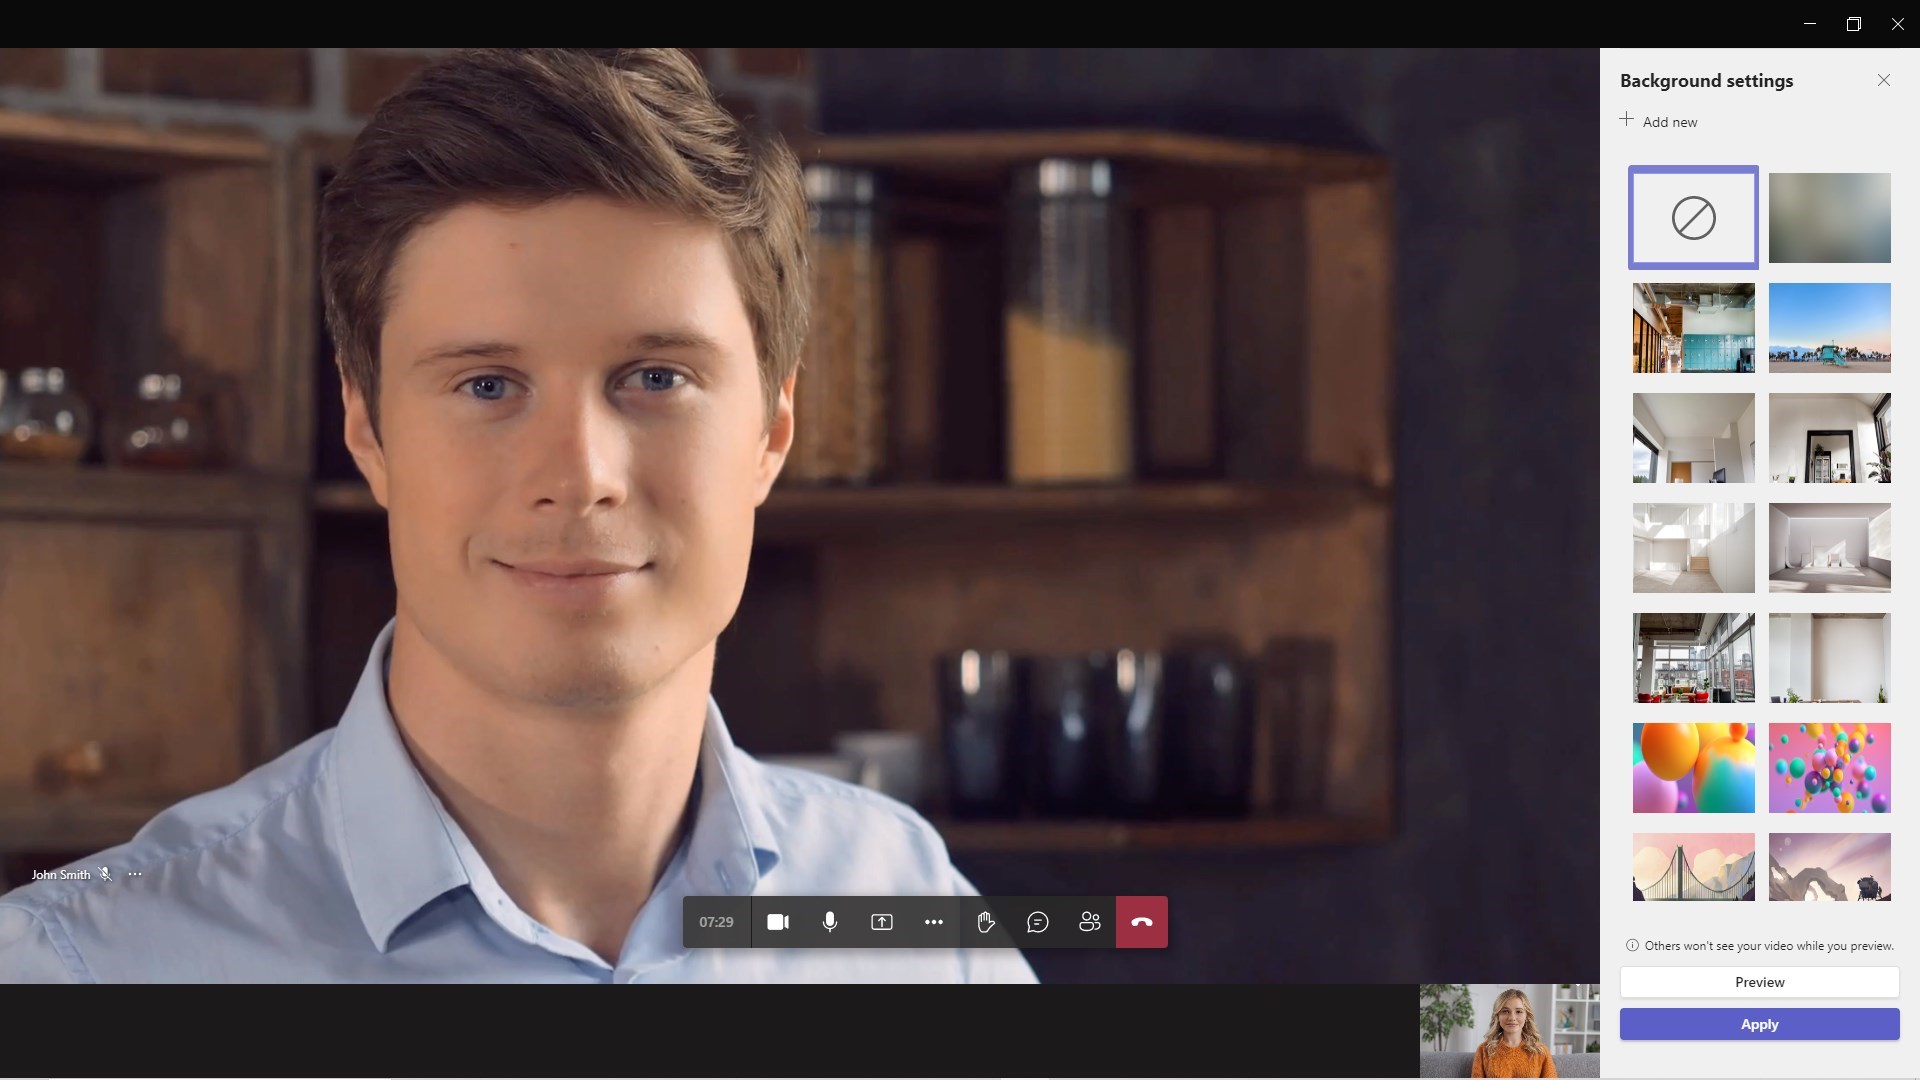 Background settings
Add new
John Smith
07:29
Others won't see your video while you preview.
Preview
Apply